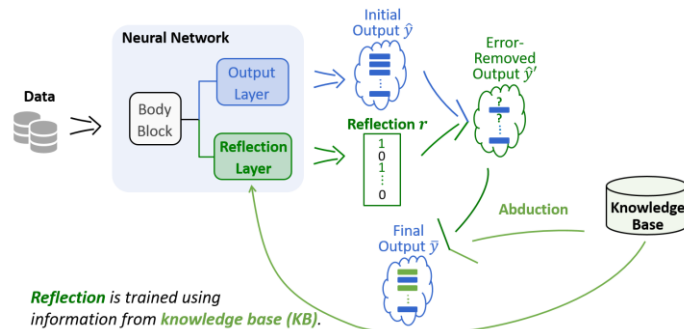 Neural Network
Data
Body
Block
Output
Layer
Reflection
Layer
Initial
Output ŷ
Reflection r
1
0
1
⋮
0
Error-
Removed
Output ŷ′
?
?
⋮
Final
Output ȳ
Abduction
Knowledge
Base
Reflection is trained using
information from knowledge base (KB).